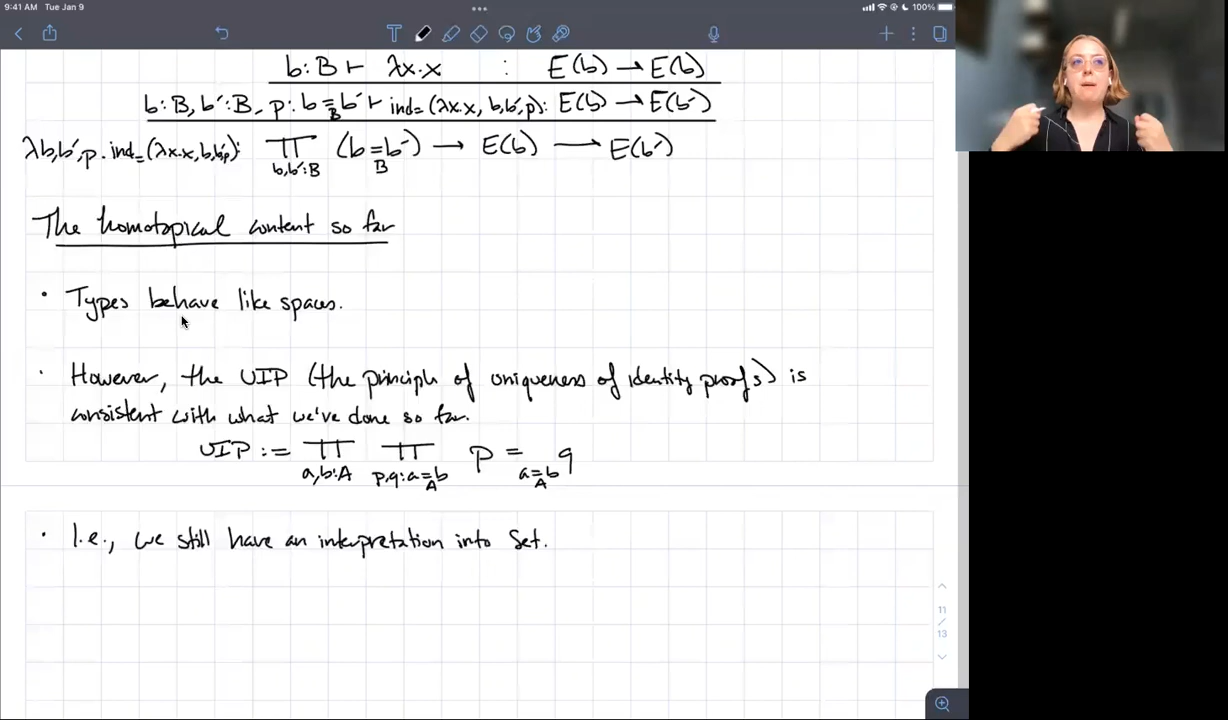 9:41 AM Tue Jan 9
100%
b:B ⊢ λx.x : E(b) → E(b)
b:B, b′:B, p: b =_B b′ ⊢ ind=(λx.x, b,b′,p): E(b) → E(b′)
λb,b′,p. ind=(λx.x,b,b′,p): ∏_{b,b′:B} (b =_B b′) → E(b) → E(b′)
The homotopical content so far
• Types behave like spaces.
• However, the UIP (the principle of uniqueness of identity proofs) is
consistent with what we've done so far.
UIP := ∏_{a,b:A} ∏_{p,q:a =_A b} p =_{a =_A b} q
• I.e., we still have an interpretation into Set.
11
/
13